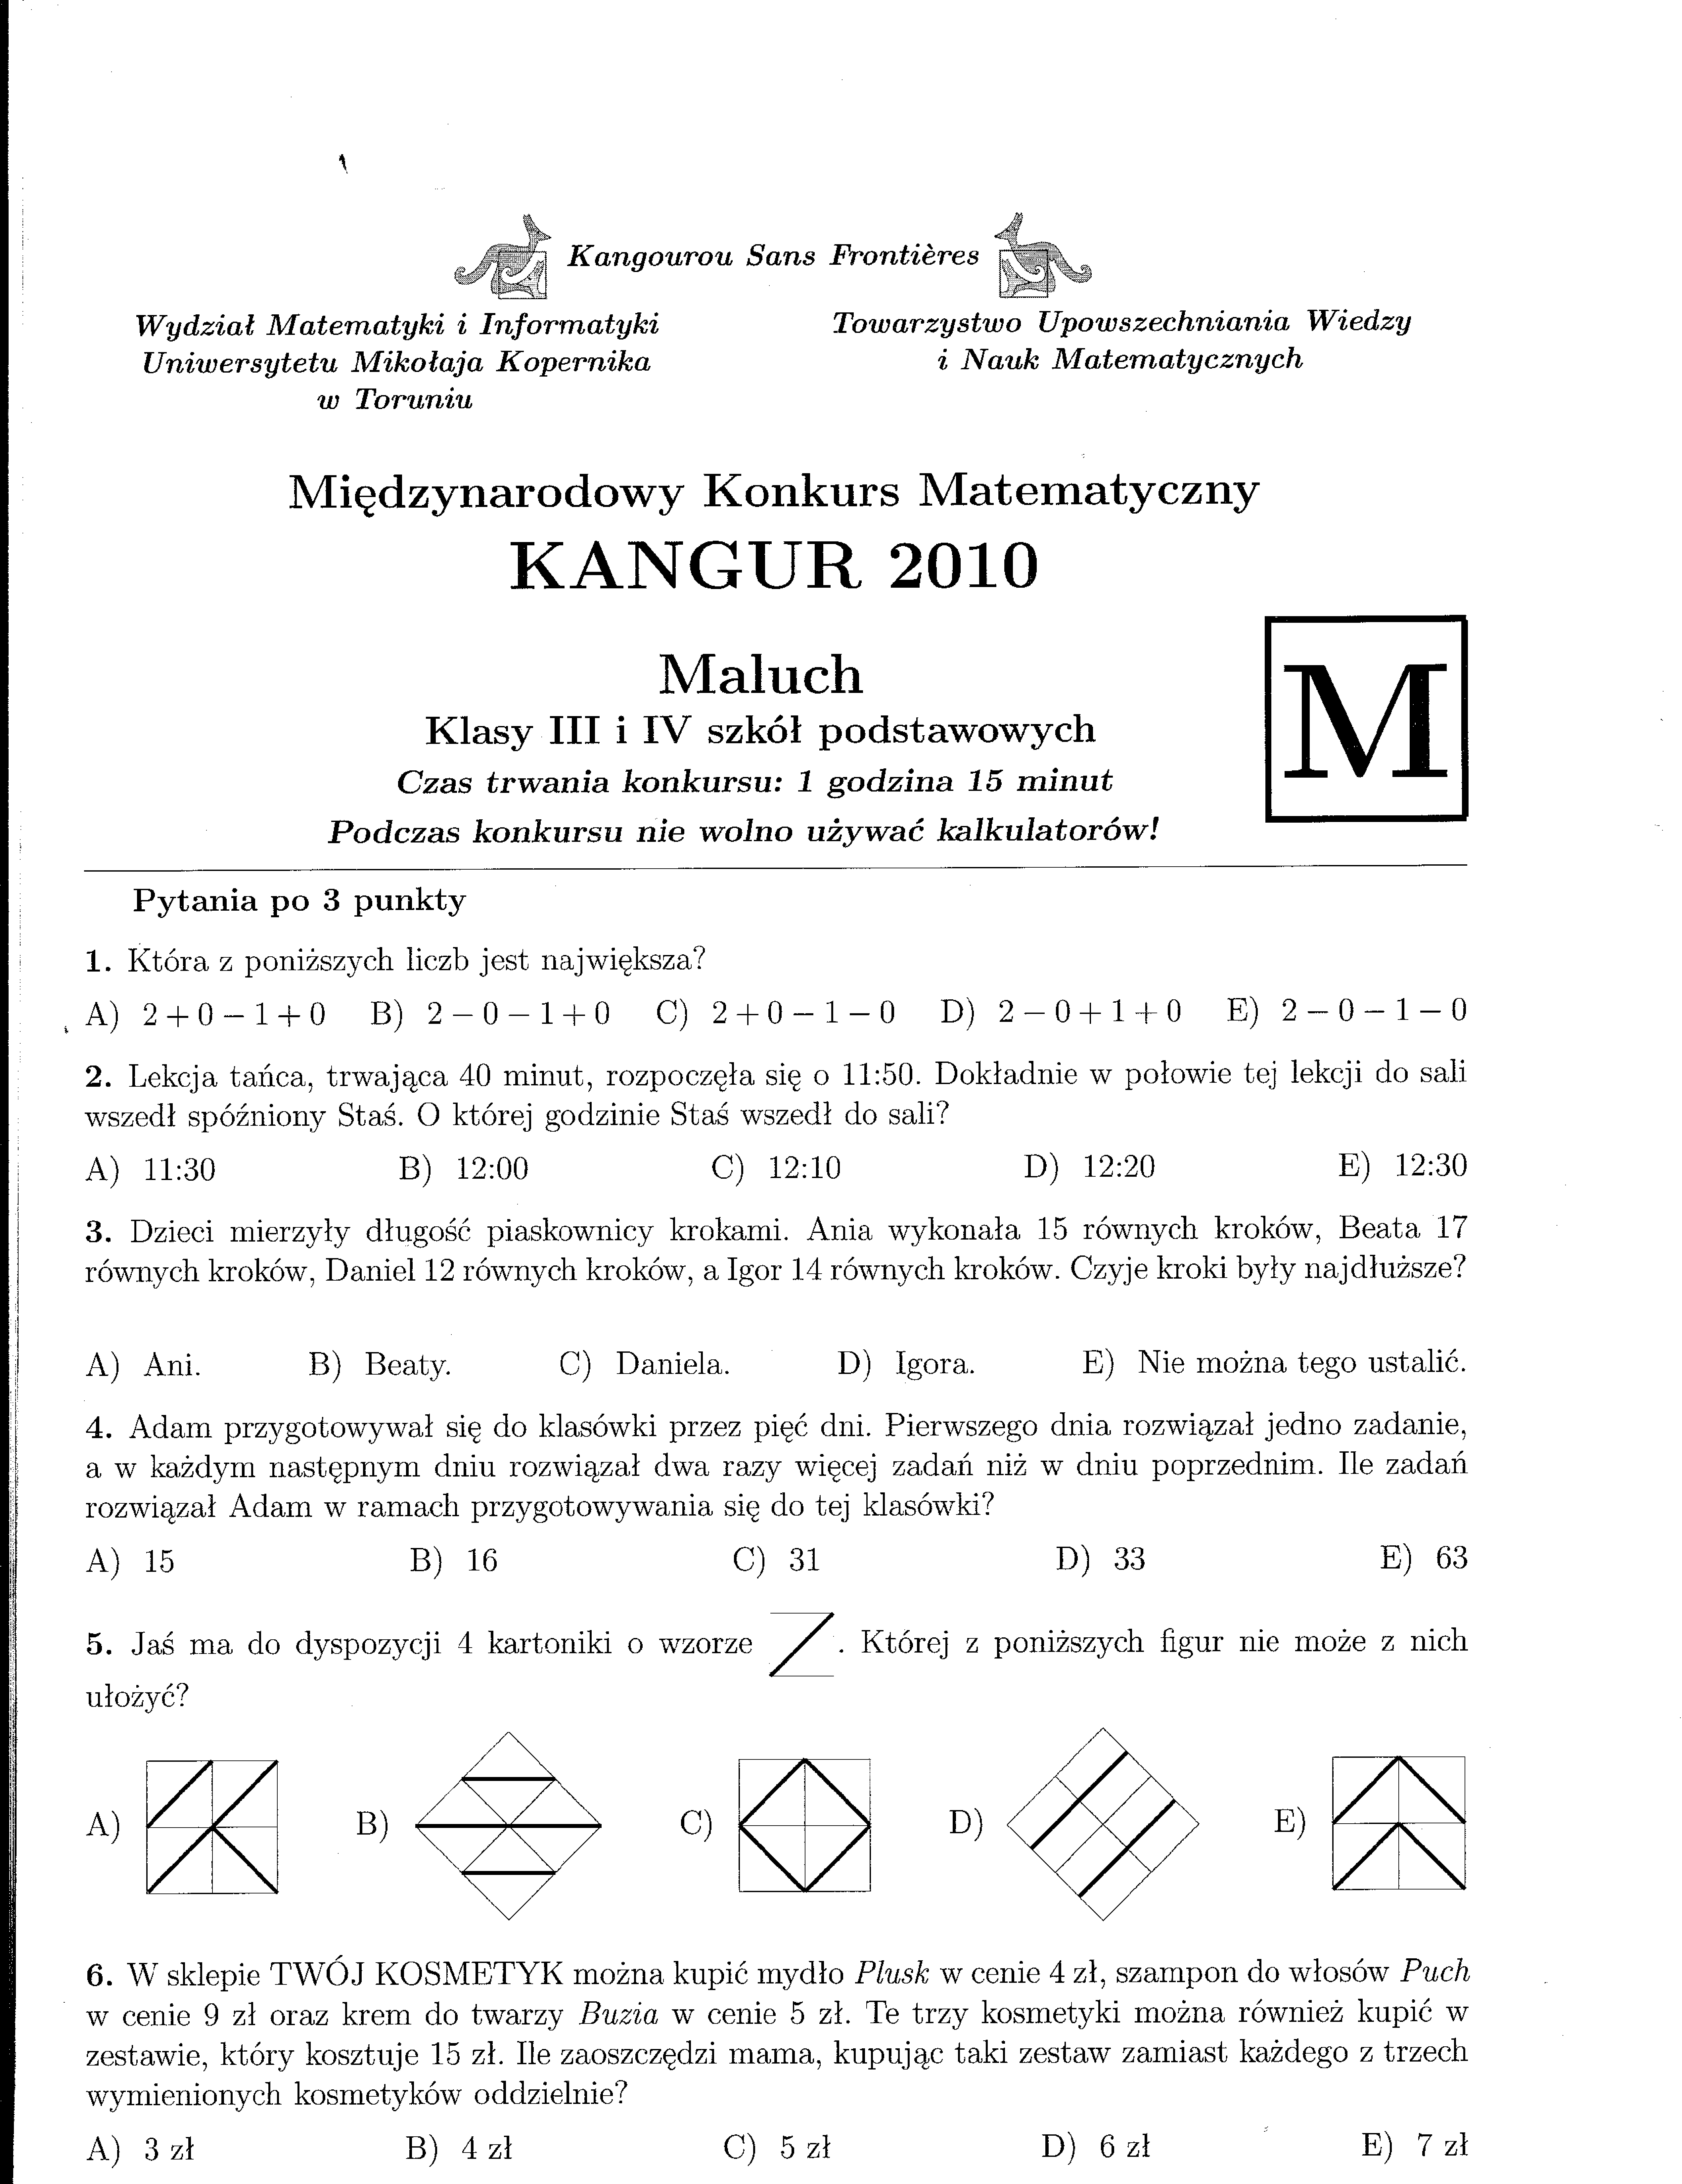 Kangourou Sans Frontières
Wydział Matematyki i Informatyki
Uniwersytetu Mikołaja Kopernika
w Toruniu
Towarzystwo Upowszechniania Wiedzy
i Nauk Matematycznych
Międzynarodowy Konkurs Matematyczny
KANGUR 2010
Maluch
Klasy III i IV szkół podstawowych
Czas trwania konkursu: 1 godzina 15 minut
Podczas konkursu nie wolno używać kalkulatorów!
M
Pytania po 3 punkty
1. Która z poniższych liczb jest największa?
A) 2 + 0 − 1 + 0 B) 2 − 0 − 1 + 0 C) 2 + 0 − 1 − 0 D) 2 − 0 + 1 + 0 E) 2 − 0 − 1 − 0
2. Lekcja tańca, trwająca 40 minut, rozpoczęła się o 11:50. Dokładnie w połowie tej lekcji do sali
wszedł spóźniony Staś. O której godzinie Staś wszedł do sali?
A) 11:30 B) 12:00 C) 12:10 D) 12:20 E) 12:30
3. Dzieci mierzyły długość piaskownicy krokami. Ania wykonała 15 równych kroków, Beata 17
równych kroków, Daniel 12 równych kroków, a Igor 14 równych kroków. Czyje kroki były najdłuższe?
A) Ani. B) Beaty. C) Daniela. D) Igora. E) Nie można tego ustalić.
4. Adam przygotowywał się do klasówki przez pięć dni. Pierwszego dnia rozwiązał jedno zadanie,
a w każdym następnym dniu rozwiązał dwa razy więcej zadań niż w dniu poprzednim. Ile zadań
rozwiązał Adam w ramach przygotowywania się do tej klasówki?
A) 15 B) 16 C) 31 D) 33 E) 63
5. Jaś ma do dyspozycji 4 kartoniki o wzorze . Której z poniższych figur nie może z nich
ułożyć?
A) B) C) D) E)
6. W sklepie TWÓJ KOSMETYK można kupić mydło Plusk w cenie 4 zł, szampon do włosów Puch
w cenie 9 zł oraz krem do twarzy Buzia w cenie 5 zł. Te trzy kosmetyki można również kupić w
zestawie, który kosztuje 15 zł. Ile zaoszczędzi mama, kupując taki zestaw zamiast każdego z trzech
wymienionych kosmetyków oddzielnie?
A) 3 zł B) 4 zł C) 5 zł D) 6 zł E) 7 zł